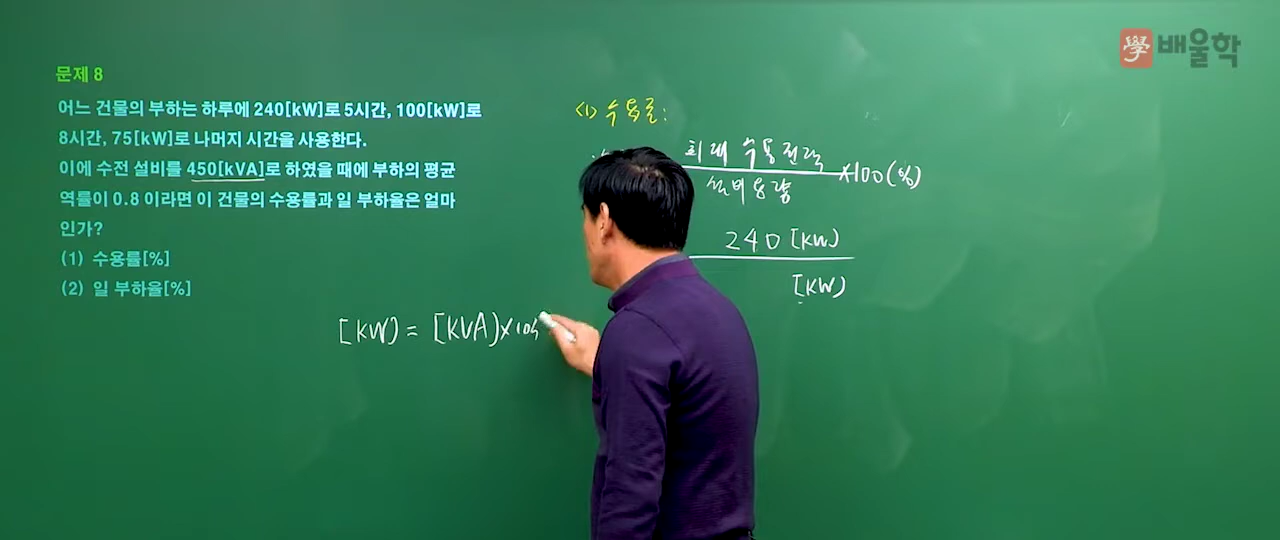 學 배울학
문제 8
어느 건물의 부하는 하루에 240[kW]로 5시간, 100[kW]로
8시간, 75[kW]로 나머지 시간을 사용한다.
이에 수전 설비를 450[kVA]로 하였을 때에 부하의 평균
역률이 0.8 이라면 이 건물의 수용률과 일 부하율은 얼마
인가?
(1) 수용률[%]
(2) 일 부하율[%]
<1> 수용률:
최대 수용전력
설비용량
×100(%)
240 [KW)
[KW)
[KW) = [KVA)×cos